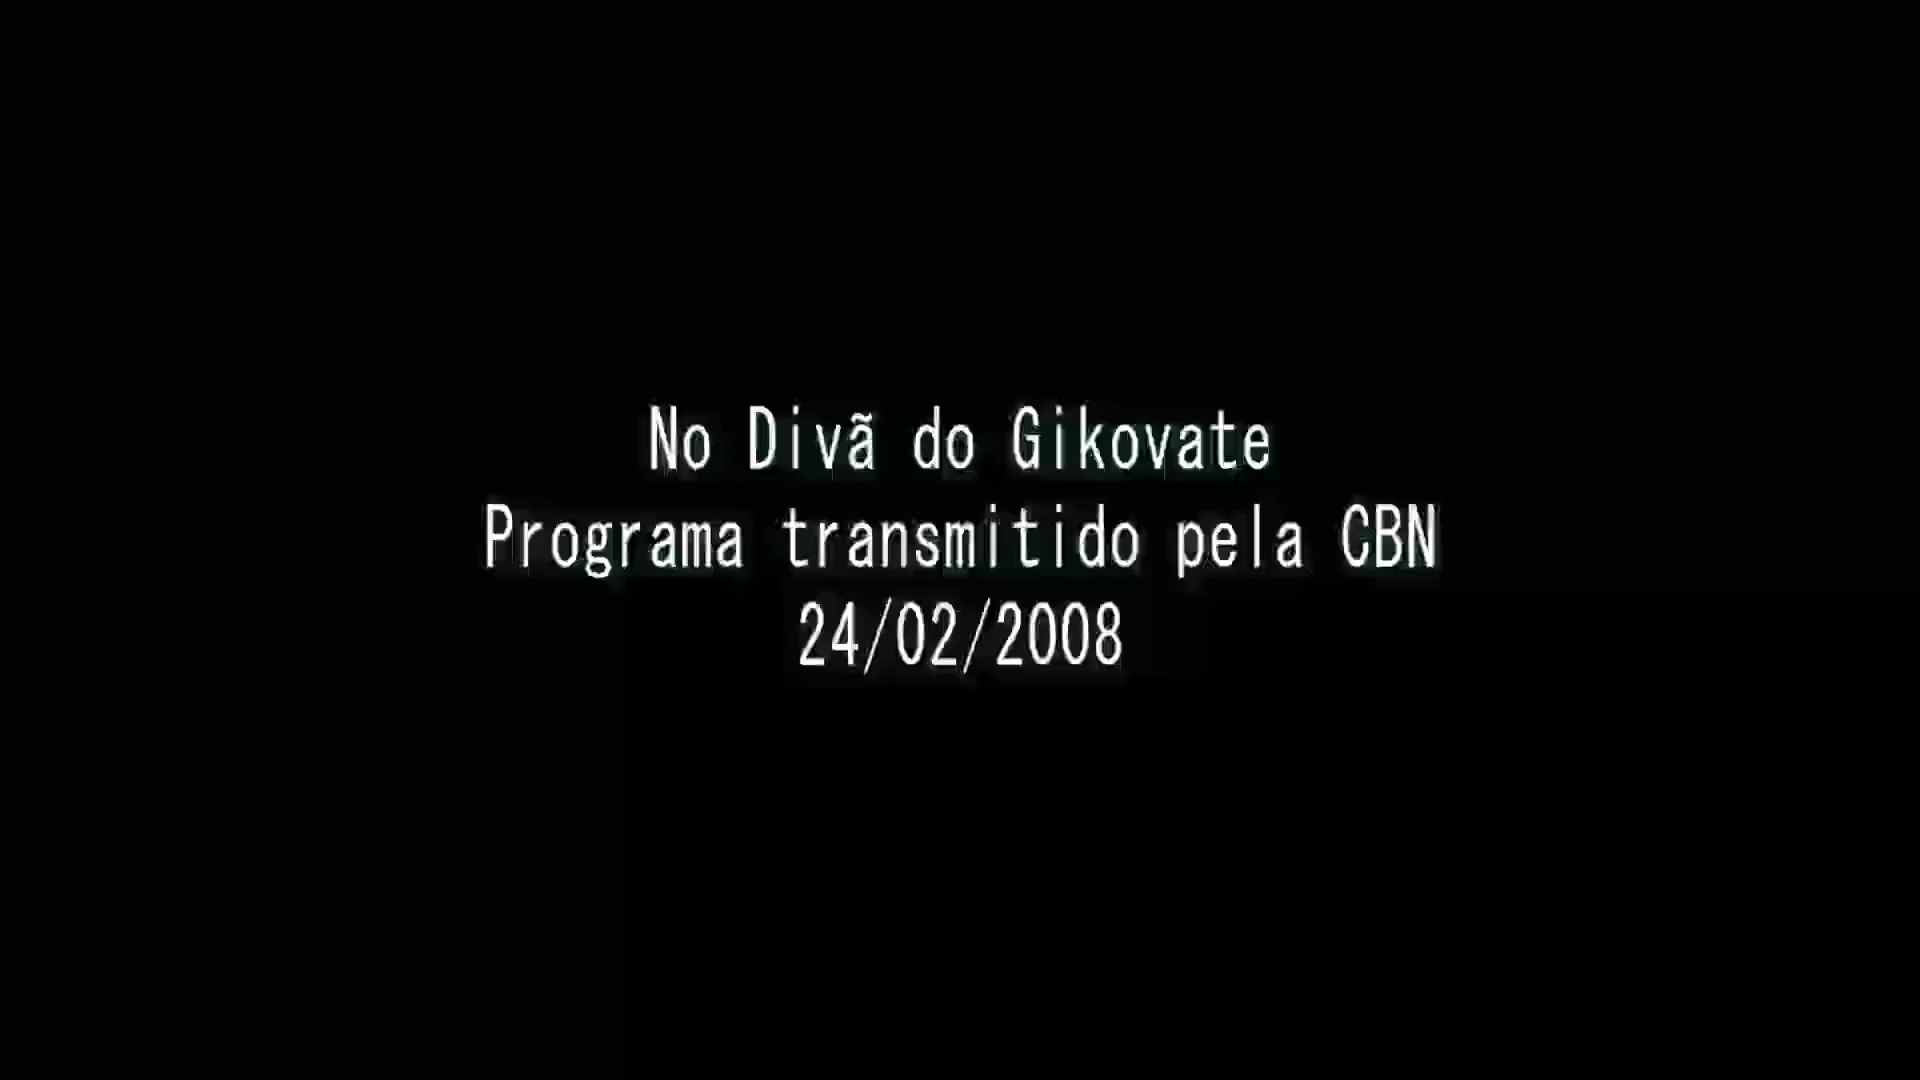 No Divã do Gikovate
Programa transmitido pela CBN
24/02/2008